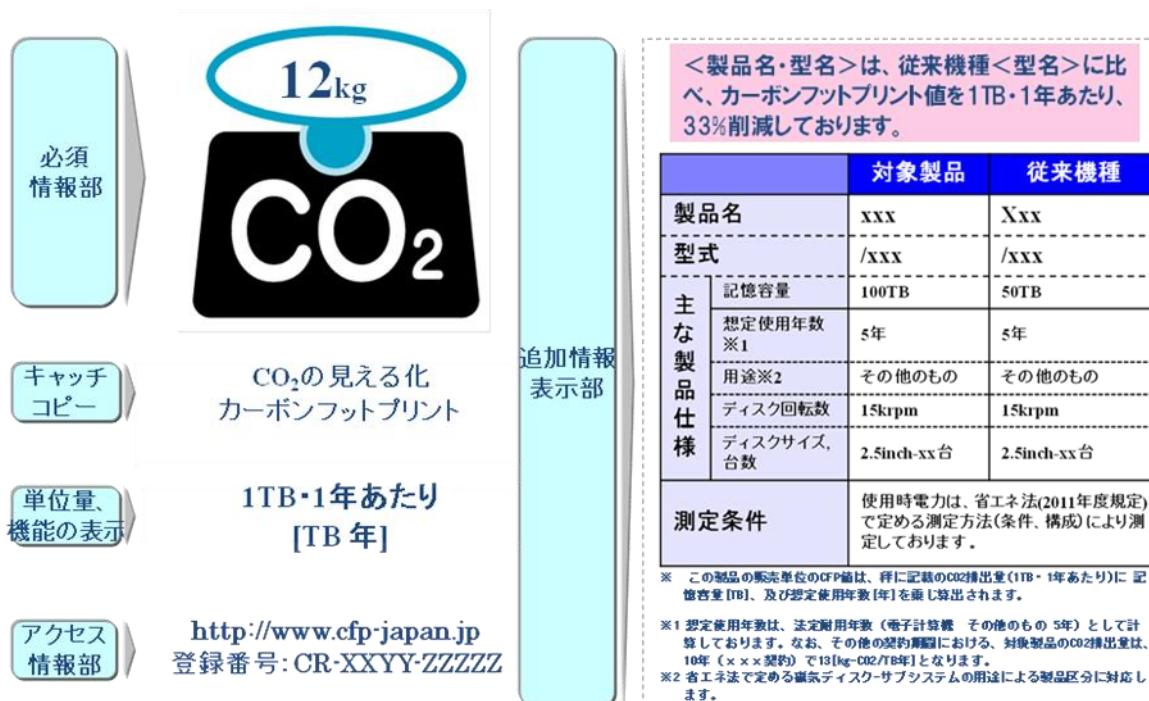 必須
情報部
12kg
CO2
キャッチ
コピー
CO₂の見える化
カーボンフットプリント
単位量、
機能の表示
1TB・1年あたり
[TB 年]
アクセス
情報部
http://www.cfp-japan.jp
登録番号:CR-XXYY-ZZZZZ
追加情報
表示部
<製品名・型名>は、従来機種<型名>に比
べ、カーボンフットプリント値を1TB・1年あたり、
33%削減しております。
対象製品 従来機種
製品名 xxx Xxx
型式 /xxx /xxx
主な製品仕様
記憶容量 100TB 50TB
想定使用年数
※1 5年 5年
用途※2 その他のもの その他のもの
ディスク回転数 15krpm 15krpm
ディスクサイズ,
台数 2.5inch-xx台 2.5inch-xx台
測定条件
使用時電力は、省エネ法(2011年度規定)
で定める測定方法(条件、構成)により測
定しております。
※ この製品の販売単位のCFP値は、秤に記載のCO2排出量(1TB・1年あたり)に 記
憶容量[TB]、及び想定使用年数[年]を乗じ算出されます。
※1 想定使用年数は、法定耐用年数 (電子計算機 その他のもの 5年) として計
算しております。なお、その他の契約期間における、対象製品のCO2排出量は、
10年 (×××契約) で13[kg-CO2/TB年]となります。
※2 省エネ法で定める磁気ディスク-サブシステムの用途による製品区分に対応し
ます。